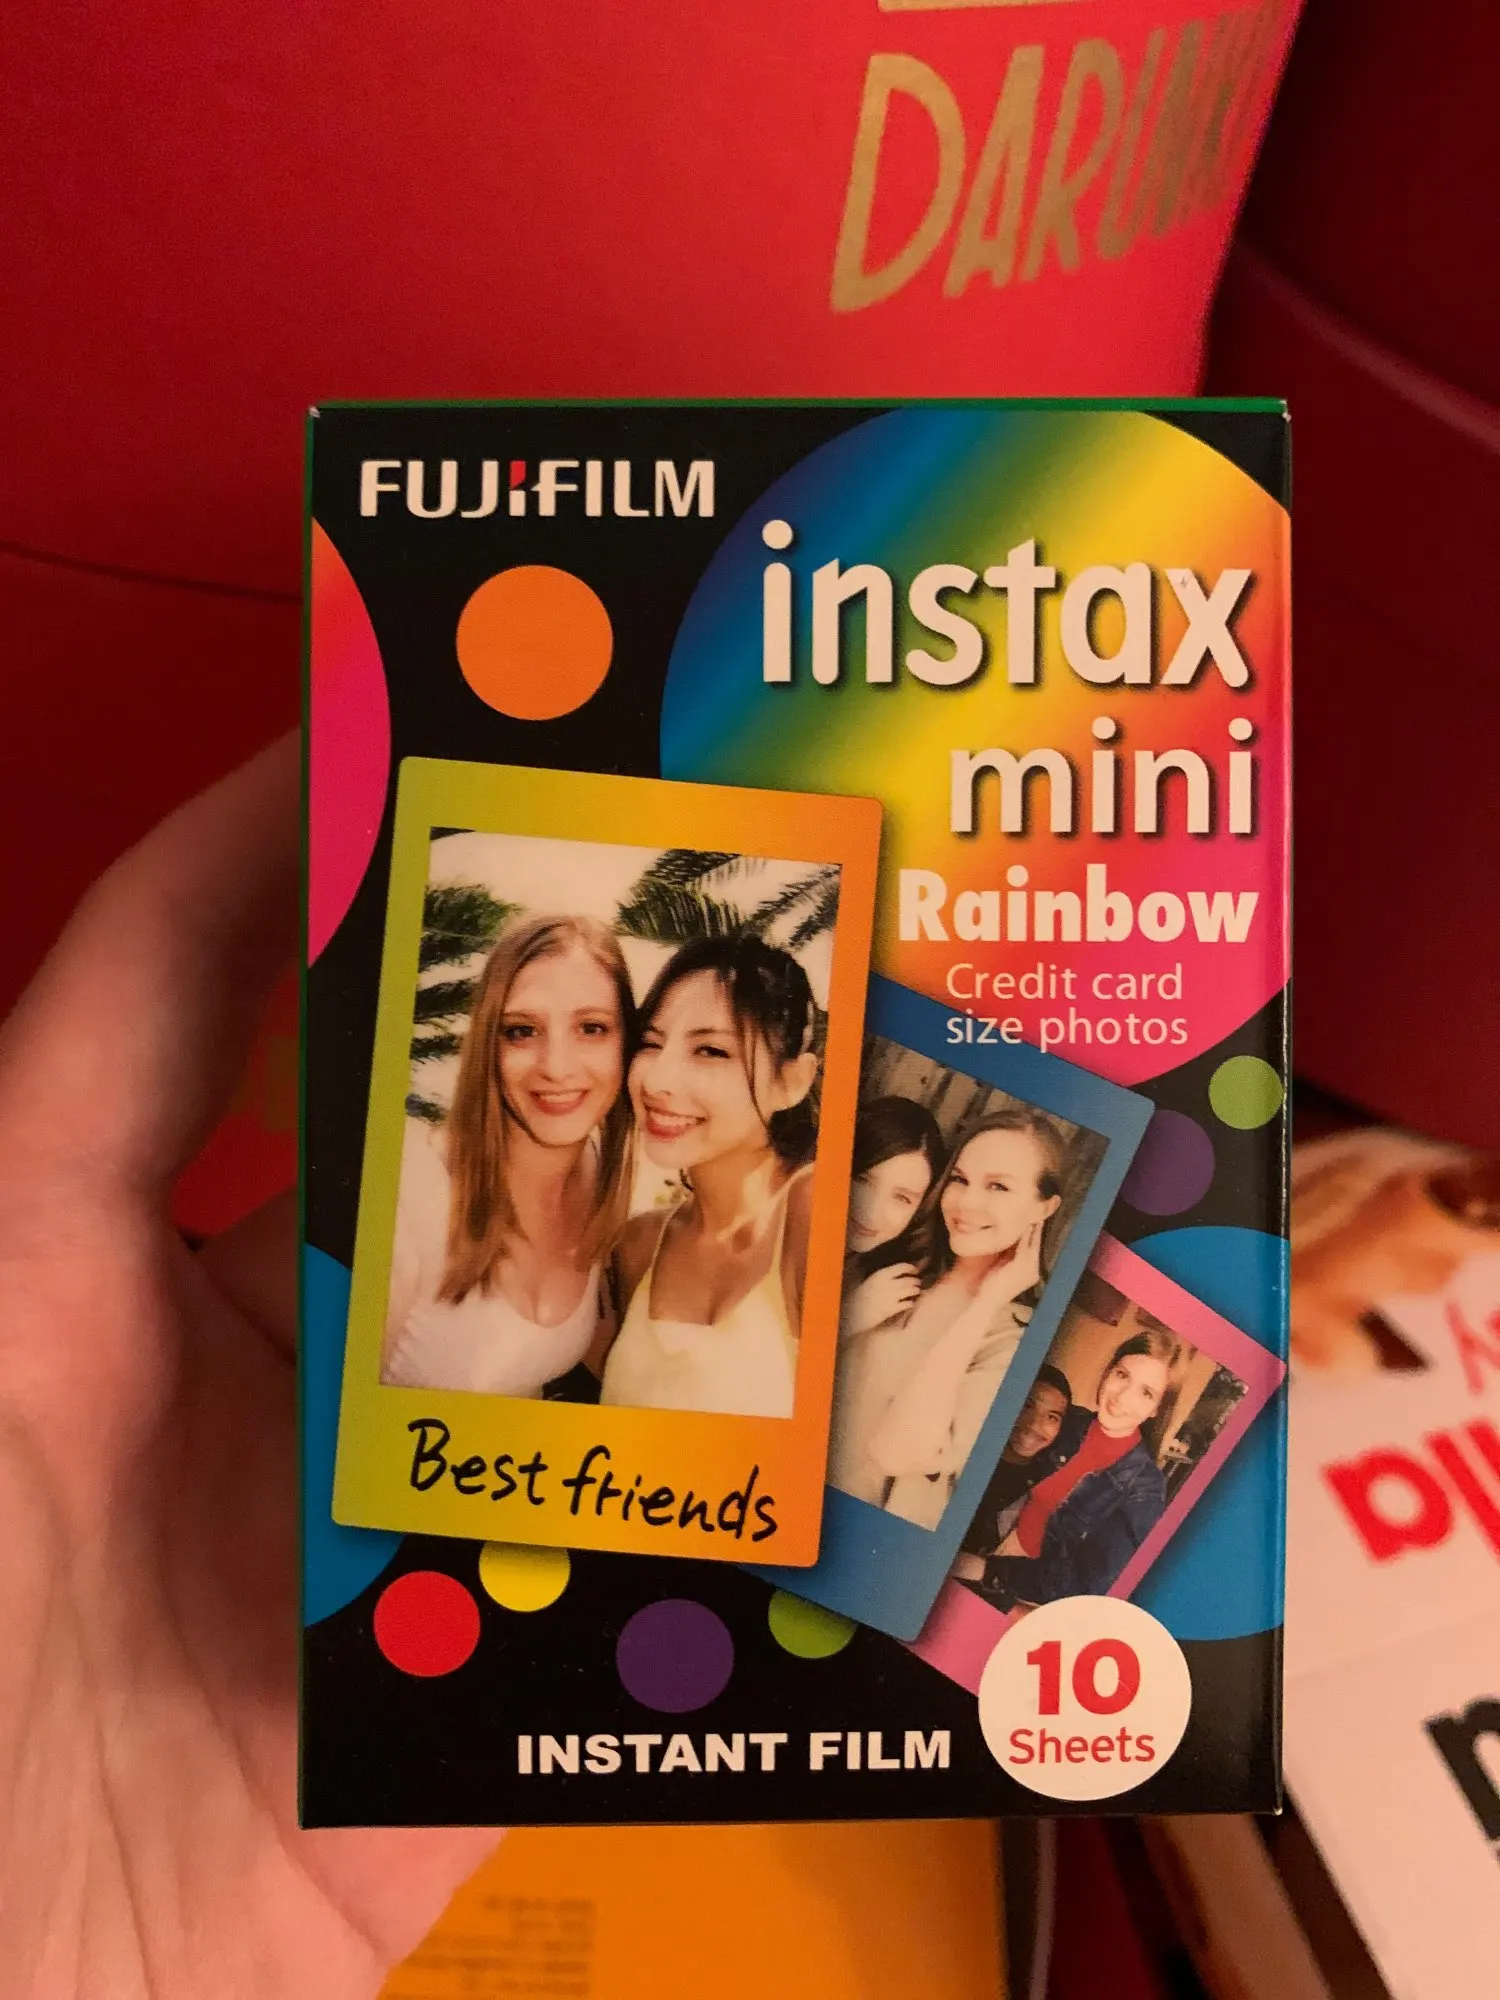 FUJIFILM
instax
mini
Rainbow
Credit card
size photos
Best friends
INSTANT FILM
10
Sheets